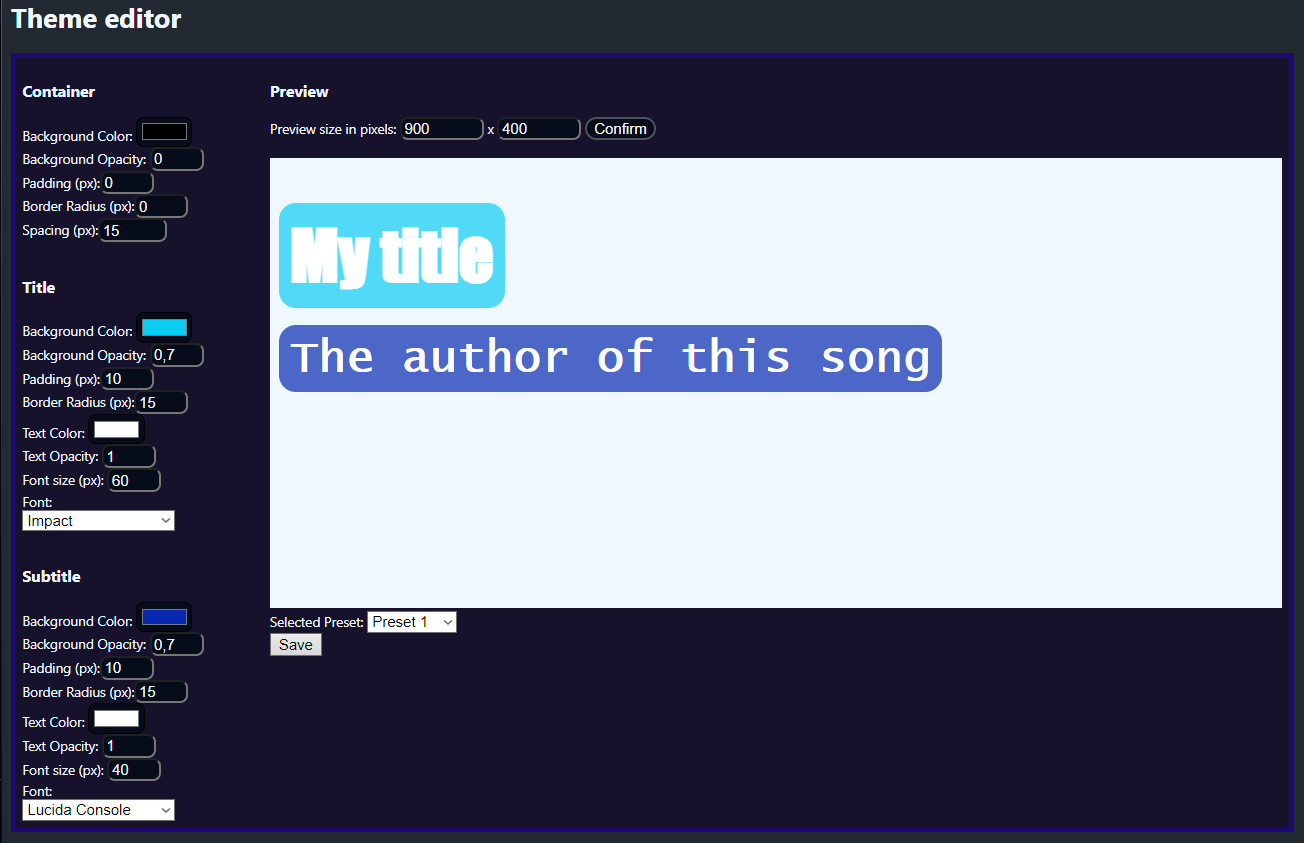 Theme editor
Container
Background Color:
Background Opacity: 0
Padding (px): 0
Border Radius (px): 0
Spacing (px): 15
Title
Background Color:
Background Opacity: 0,7
Padding (px): 10
Border Radius (px): 15
Text Color:
Text Opacity: 1
Font size (px): 60
Font:
Impact
Subtitle
Background Color:
Background Opacity: 0,7
Padding (px): 10
Border Radius (px): 15
Text Color:
Text Opacity: 1
Font size (px): 40
Font:
Lucida Console
Preview
Preview size in pixels: 900 x 400 Confirm
My title
The author of this song
Selected Preset: Preset 1
Save